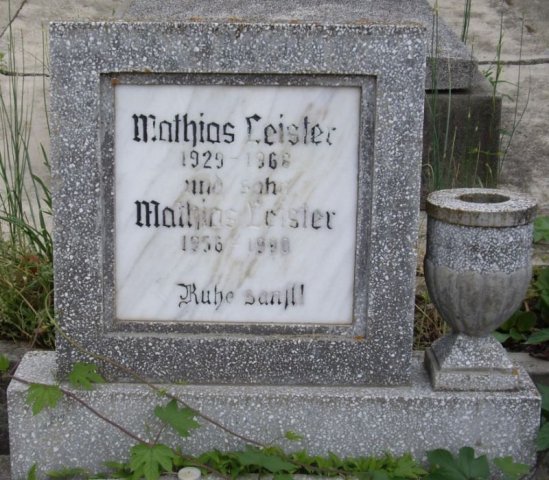 Mathias Leister
1929 - 1968
und sohn
Mathias Leister
1956 - 1998
Ruhe sanft!